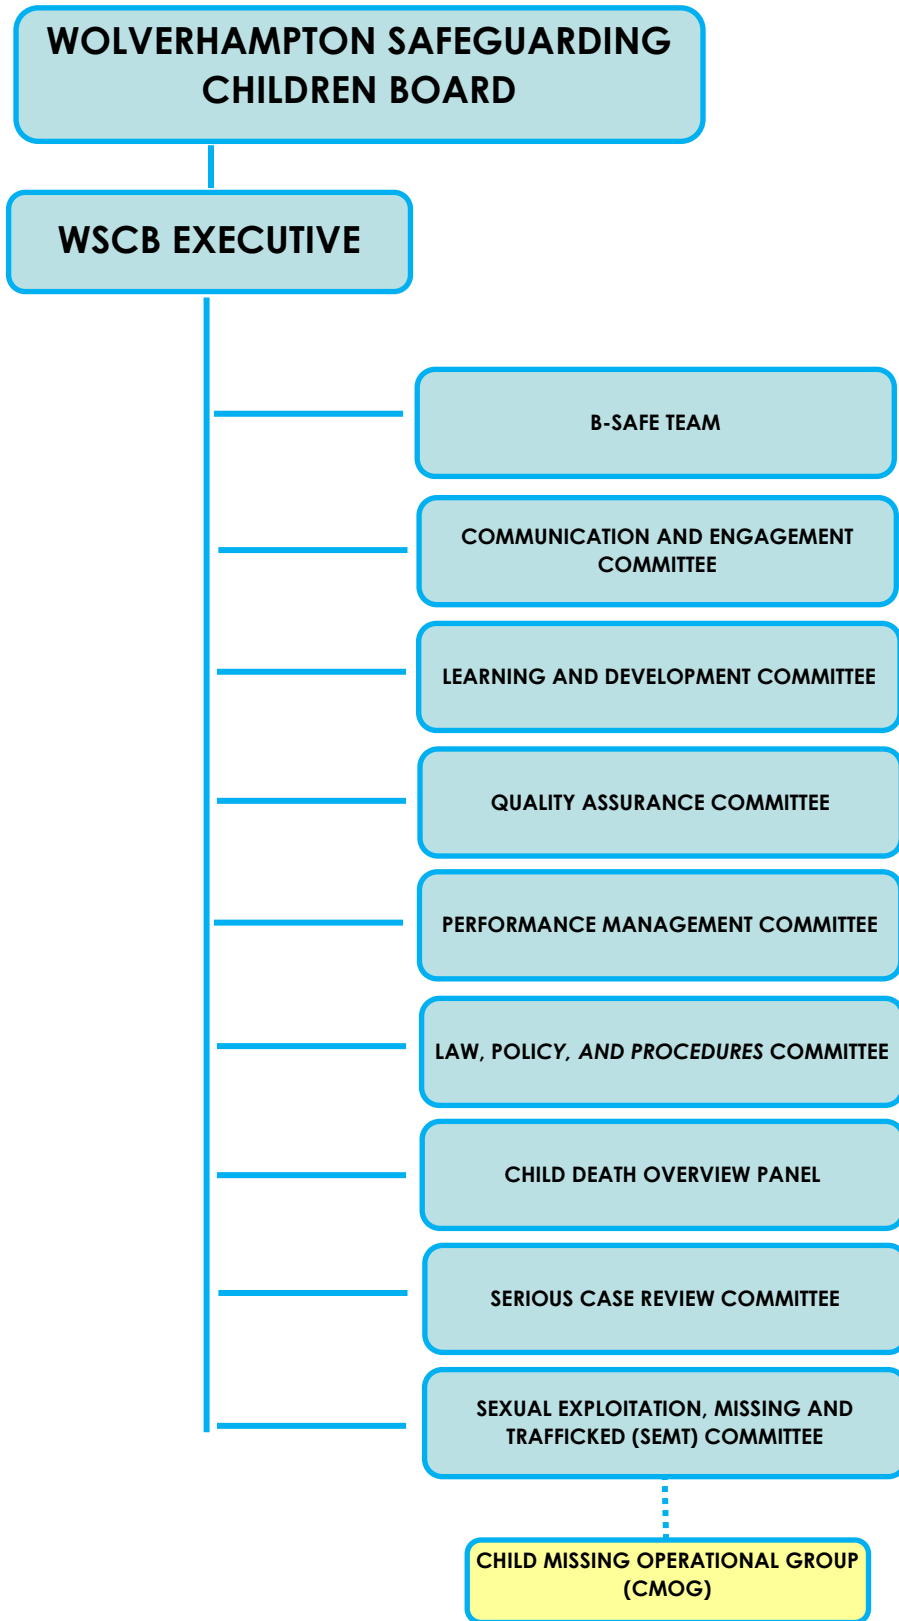 WOLVERHAMPTON SAFEGUARDING
CHILDREN BOARD
WSCB EXECUTIVE
B-SAFE TEAM
COMMUNICATION AND ENGAGEMENT
COMMITTEE
LEARNING AND DEVELOPMENT COMMITTEE
QUALITY ASSURANCE COMMITTEE
PERFORMANCE MANAGEMENT COMMITTEE
LAW, POLICY, AND PROCEDURES COMMITTEE
CHILD DEATH OVERVIEW PANEL
SERIOUS CASE REVIEW COMMITTEE
SEXUAL EXPLOITATION, MISSING AND
TRAFFICKED (SEMT) COMMITTEE
CHILD MISSING OPERATIONAL GROUP
(CMOG)